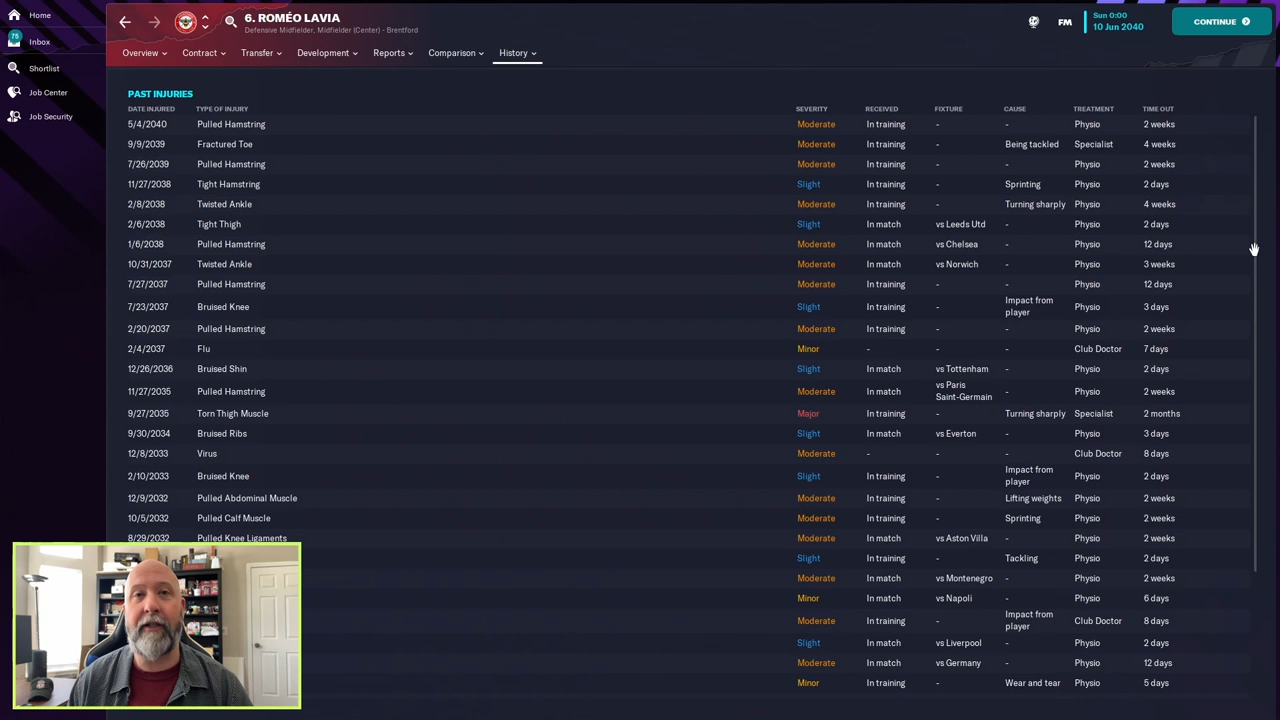 Home
75
Inbox
Shortlist
Job Center
Job Security
6. ROMÉO LAVIA
Defensive Midfielder, Midfielder (Center) - Brentford
FM
Sun 0:00
10 Jun 2040
CONTINUE
Overview Contract Transfer Development Reports Comparison History
PAST INJURIES
DATE INJURED TYPE OF INJURY SEVERITY RECEIVED FIXTURE CAUSE TREATMENT TIME OUT
5/4/2040 Pulled Hamstring Moderate In training - - Physio 2 weeks
9/9/2039 Fractured Toe Moderate In training - Being tackled Specialist 4 weeks
7/26/2039 Pulled Hamstring Moderate In training - - Physio 2 weeks
11/27/2038 Tight Hamstring Slight In training - Sprinting Physio 2 days
2/8/2038 Twisted Ankle Moderate In training - Turning sharply Physio 4 weeks
2/6/2038 Tight Thigh Slight In match vs Leeds Utd - Physio 2 days
1/6/2038 Pulled Hamstring Moderate In match vs Chelsea - Physio 12 days
10/31/2037 Twisted Ankle Moderate In match vs Norwich - Physio 3 weeks
7/27/2037 Pulled Hamstring Moderate In training - - Physio 12 days
7/23/2037 Bruised Knee Slight In training - Impact from player Physio 3 days
2/20/2037 Pulled Hamstring Moderate In training - - Physio 2 weeks
2/4/2037 Flu Minor - - - Club Doctor 7 days
12/26/2036 Bruised Shin Slight In match vs Tottenham - Physio 2 days
11/27/2035 Pulled Hamstring Moderate In match vs Paris Saint-Germain - Physio 2 weeks
9/27/2035 Torn Thigh Muscle Major In training - Turning sharply Specialist 2 months
9/30/2034 Bruised Ribs Slight In match vs Everton - Physio 3 days
12/8/2033 Virus Moderate - - - Club Doctor 8 days
2/10/2033 Bruised Knee Slight In training - Impact from player Physio 2 days
12/9/2032 Pulled Abdominal Muscle Moderate In training - Lifting weights Physio 2 weeks
10/5/2032 Pulled Calf Muscle Moderate In training - Sprinting Physio 2 weeks
8/29/2032 Pulled Knee Ligaments Moderate In match vs Aston Villa - Physio 2 weeks
Slight In training - Tackling Physio 2 days
Moderate In match vs Montenegro - Physio 2 weeks
Minor In match vs Napoli - Physio 6 days
Moderate In training - Impact from player Club Doctor 8 days
Slight In match vs Liverpool - Physio 2 days
Moderate In match vs Germany - Physio 12 days
Minor In training - Wear and tear Physio 5 days